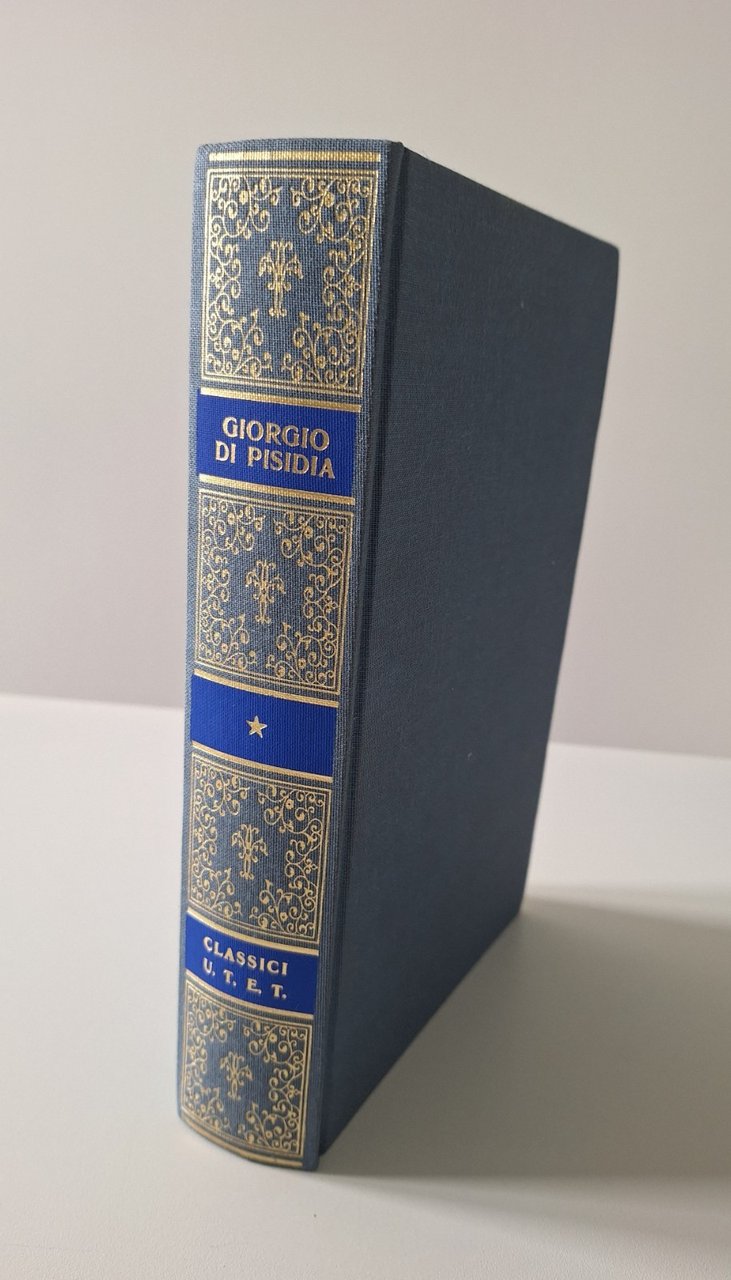 GIORGIO
DI PISIDIA
CLASSICI
U. T. E. T.